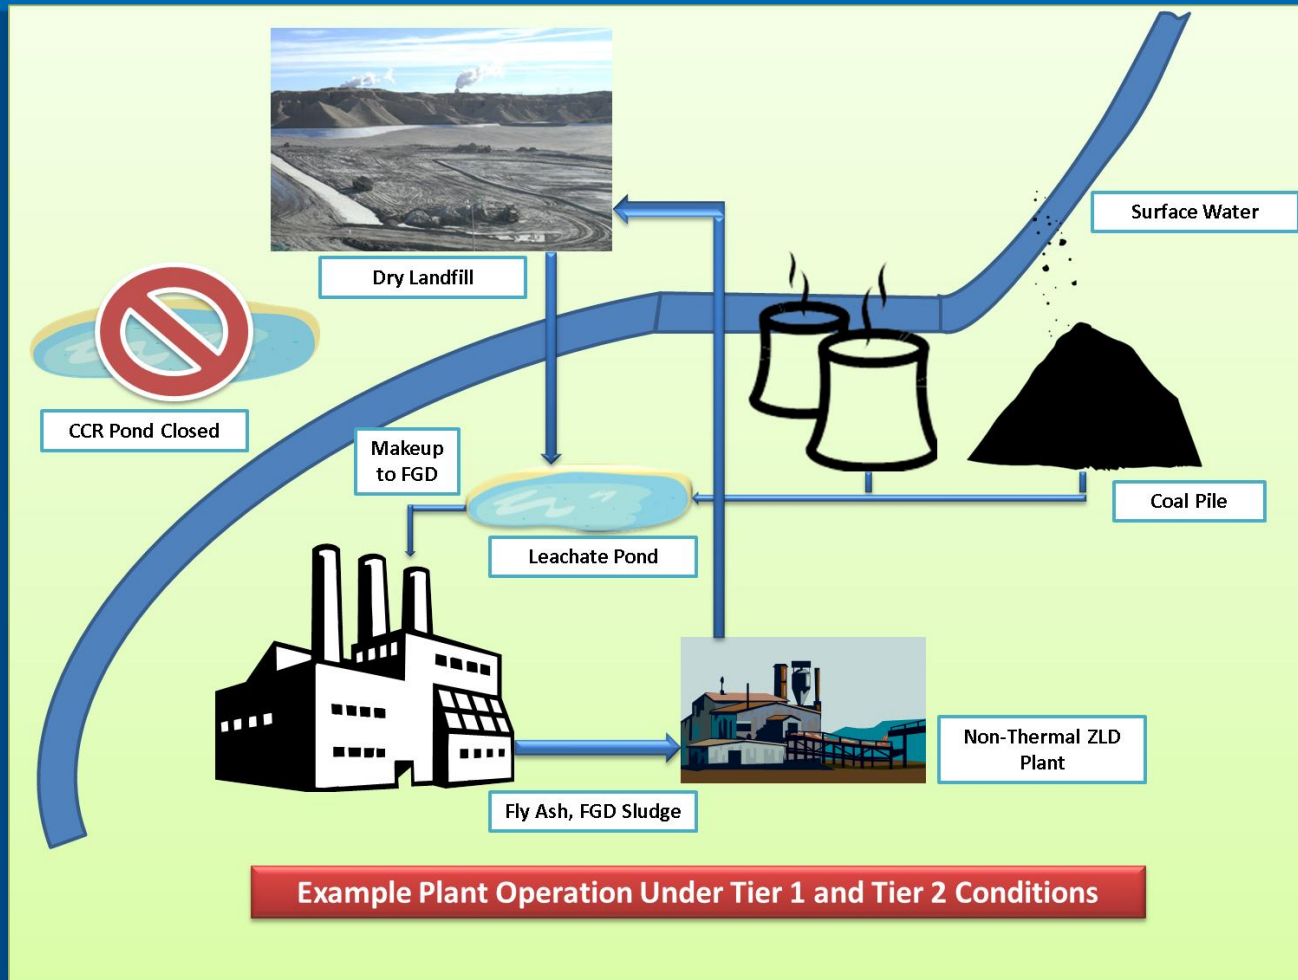 Surface Water
Dry Landfill
CCR Pond Closed
Makeup
to FGD
Coal Pile
Leachate Pond
Non-Thermal ZLD
Plant
Fly Ash, FGD Sludge
Example Plant Operation Under Tier 1 and Tier 2 Conditions